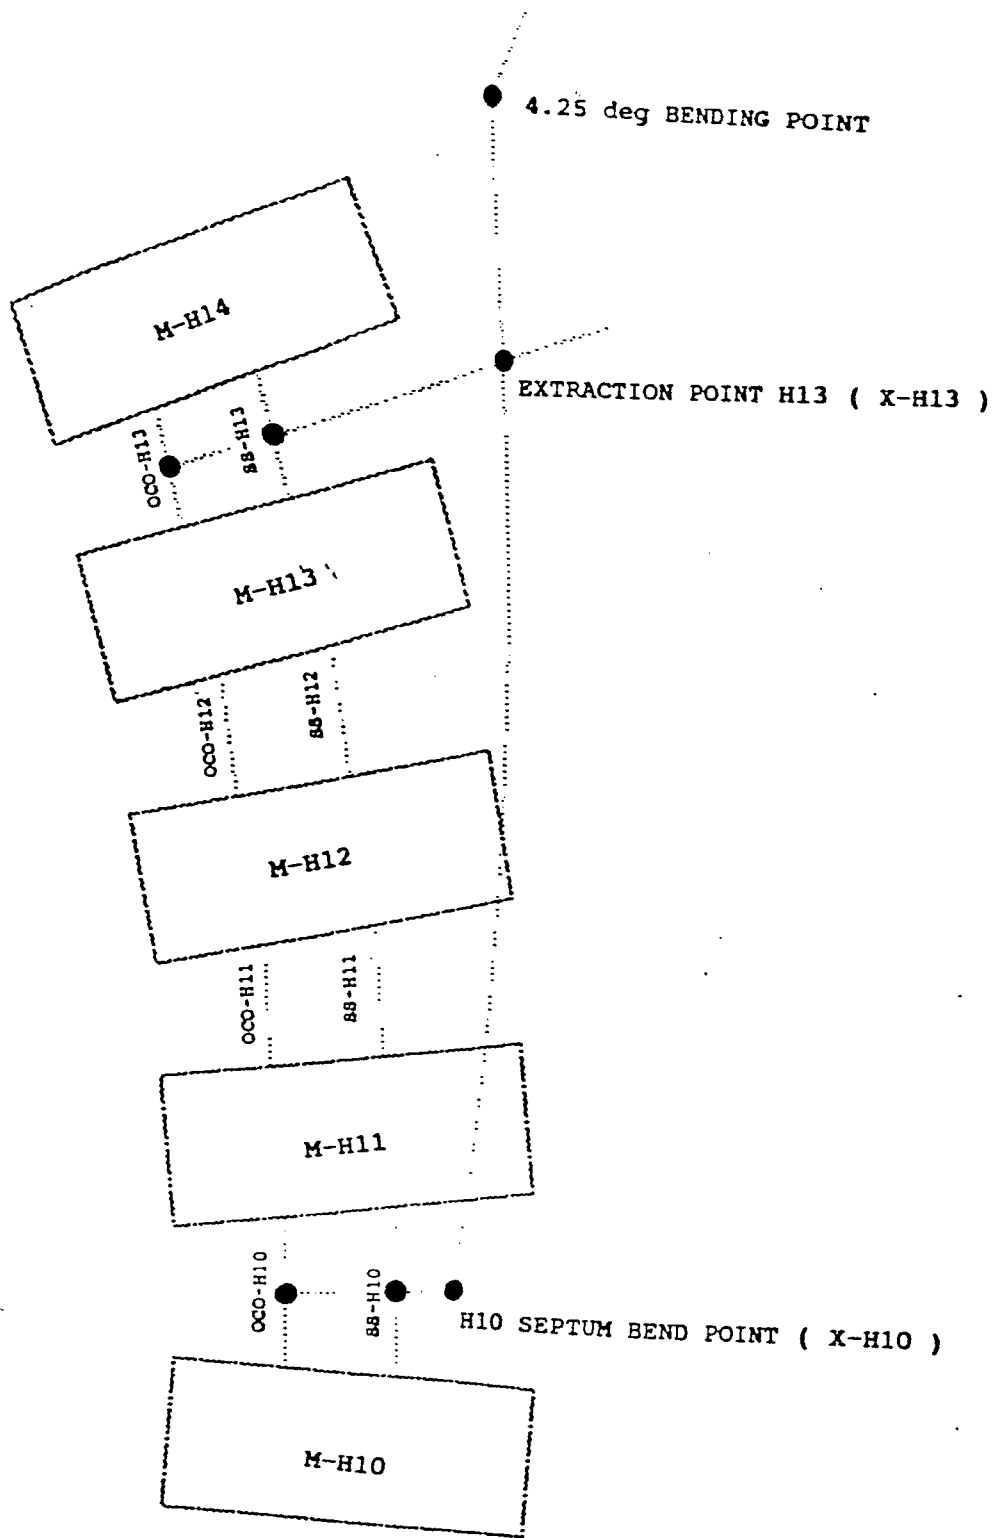 4.25 deg BENDING POINT
M-H14
EXTRACTION POINT H13 ( X-H13 )
OCO-H13
SS-H13
M-H13
OCO-H12
SS-H12
M-H12
OCO-H11
SS-H11
M-H11
OCO-H10
SS-H10
H10 SEPTUM BEND POINT ( X-H10 )
M-H10